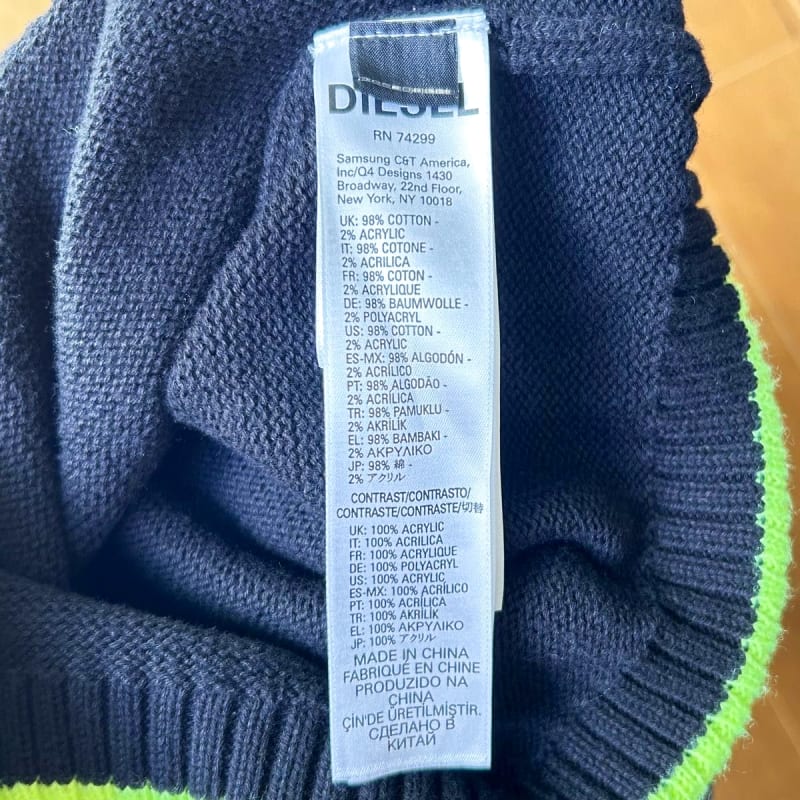 DIESEL
RN 74299
Samsung C&T America,
Inc/Q4 Designs 1430
Broadway, 22nd Floor,
New York, NY 10018
UK: 98% COTTON -
2% ACRYLIC
IT: 98% COTONE -
2% ACRILICA
FR: 98% COTON -
2% ACRYLIQUE
DE: 98% BAUMWOLLE -
2% POLYACRYL
US: 98% COTTON -
2% ACRYLIC
ES-MX: 98% ALGODÓN -
2% ACRÍLICO
PT: 98% ALGODÃO -
2% ACRÍLICA
TR: 98% PAMUKLU -
2% AKRİLİK
EL: 98% BAMBAKI -
2% ΑΚΡΥΛΙΚΟ
JP: 98% 綿 -
2% アクリル
CONTRAST/CONTRASTO/
CONTRASTE/CONTRASTE/切替
UK: 100% ACRYLIC
IT: 100% ACRILICA
FR: 100% ACRYLIQUE
DE: 100% POLYACRYL
US: 100% ACRYLIC
ES-MX: 100% ACRÍLICO
PT: 100% ACRÍLICA
TR: 100% AKRİLİK
EL: 100% ΑΚΡΥΛΙΚΟ
JP: 100% アクリル
MADE IN CHINA
FABRIQUÉ EN CHINE
PRODUZIDO NA
CHINA
ÇİN'DE ÜRETİLMİŞTİR.
СДЕЛАНО В
КИТАЙ